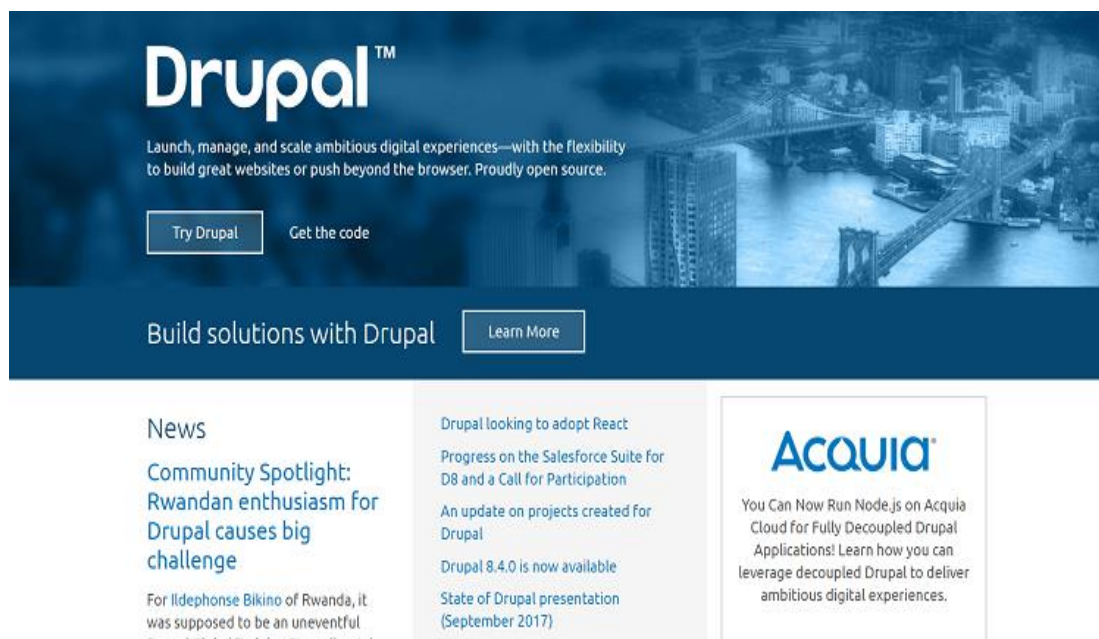 Drupal™
Launch, manage, and scale ambitious digital experiences—with the flexibility
to build great websites or push beyond the browser. Proudly open source.
Try Drupal
Get the code
Build solutions with Drupal
Learn More
News
Community Spotlight:
Rwandan enthusiasm for
Drupal causes big
challenge
For Ildephonse Bikino of Rwanda, it
was supposed to be an uneventful
Drupal looking to adopt React
Progress on the Salesforce Suite for
D8 and a Call for Participation
An update on projects created for
Drupal
Drupal 8.4.0 is now available
State of Drupal presentation
(September 2017)
ACQUIA
You Can Now Run Node.js on Acquia
Cloud for Fully Decoupled Drupal
Applications! Learn how you can
leverage decoupled Drupal to deliver
ambitious digital experiences.